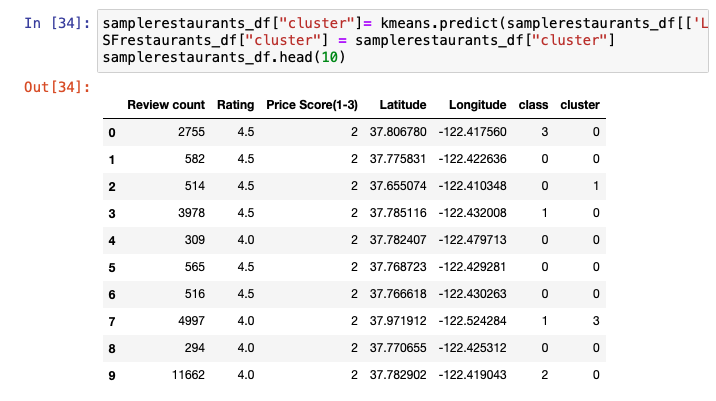 In [34]: samplerestaurants_df["cluster"]= kmeans.predict(samplerestaurants_df[['L
SFrestaurants_df["cluster"] = samplerestaurants_df["cluster"]
samplerestaurants_df.head(10)
Out[34]:
Review count Rating Price Score(1-3) Latitude Longitude class cluster
0 2755 4.5 2 37.806780 -122.417560 3 0
1 582 4.5 2 37.775831 -122.422636 0 0
2 514 4.5 2 37.655074 -122.410348 0 1
3 3978 4.5 2 37.785116 -122.432008 1 0
4 309 4.0 2 37.782407 -122.479713 0 0
5 565 4.5 2 37.768723 -122.429281 0 0
6 516 4.5 2 37.766618 -122.430263 0 0
7 4997 4.0 2 37.971912 -122.524284 1 3
8 294 4.0 2 37.770655 -122.425312 0 0
9 11662 4.0 2 37.782902 -122.419043 2 0